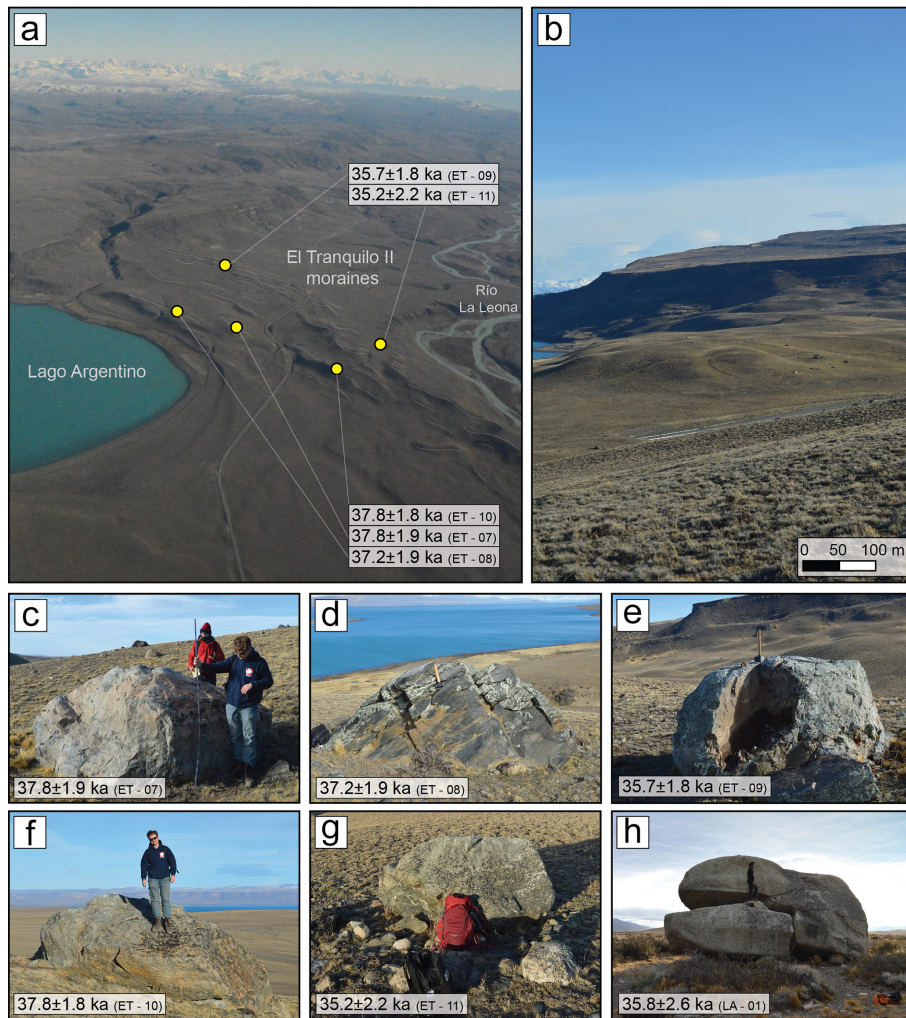 a
35.7±1.8 ka (ET - 09)
35.2±2.2 ka (ET - 11)
El Tranquilo II
moraines
Río
La Leona
Lago Argentino
37.8±1.8 ka (ET - 10)
37.8±1.9 ka (ET - 07)
37.2±1.9 ka (ET - 08)
b
0 50 100 m
c
37.8±1.9 ka (ET - 07)
d
37.2±1.9 ka (ET - 08)
e
35.7±1.8 ka (ET - 09)
f
37.8±1.8 ka (ET - 10)
g
35.2±2.2 ka (ET - 11)
h
35.8±2.6 ka (LA - 01)